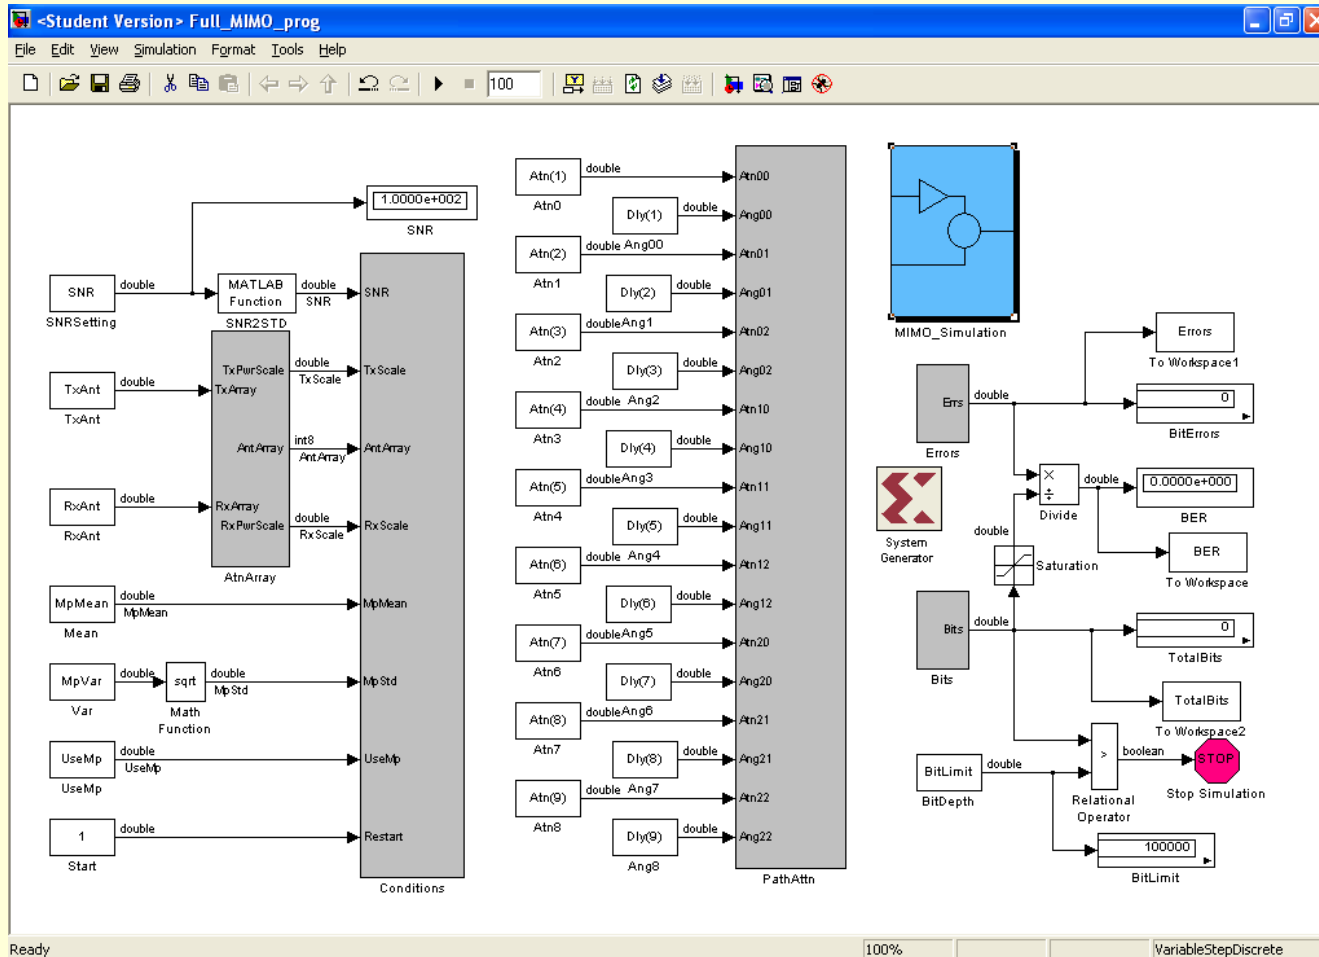 <Student Version> Full_MIMO_prog
File Edit View Simulation Format Tools Help
100
1.0000e+002
SNR
SNR
SNRSetting
double
MATLAB
Function
SNR2STD
double
SNR
SNR
TxAnt
TxAnt
double
TxPwrScale
TxArray
double
TxScale
TxScale
AntArray
int8
AntArray
AntArray
RxAnt
RxAnt
double
RxArray
RxPwrScale
double
RxScale
RxScale
AtnArray
MpMean
Mean
double
MpMean
MpMean
MpVar
Var
double
sqrt
Math
Function
double
MpStd
MpStd
UseMp
UseMp
double
UseMp
UseMp
1
Start
double
Restart
Conditions
Atn(1)
Atn0
double
Atn00
Dly(1)
double
Ang00
Ang00
Atn(2)
Atn1
double
Atn01
Dly(2)
double
Ang01
Ang1
Atn(3)
Atn2
double
Atn02
Dly(3)
double
Ang02
Ang2
Atn(4)
Atn3
double
Atn10
Dly(4)
double
Ang10
Ang3
Atn(5)
Atn4
double
Atn11
Dly(5)
double
Ang11
Ang4
Atn(6)
Atn5
double
Atn12
Dly(6)
double
Ang12
Ang5
Atn(7)
Atn6
double
Atn20
Dly(7)
double
Ang20
Ang6
Atn(8)
Atn7
double
Atn21
Dly(8)
double
Ang21
Ang7
Atn(9)
Atn8
double
Atn22
Dly(9)
double
Ang22
Ang8
PathAttn
MIMO_Simulation
Errors
To Workspace1
Errs
Errors
double
0
BitErrors
System
Generator
×
÷
Divide
double
0.0000e+000
BER
BER
To Workspace
double
Saturation
Bits
Bits
double
0
TotalBits
TotalBits
To Workspace2
BitLimit
BitDepth
double
>
Relational
Operator
boolean
STOP
Stop Simulation
100000
BitLimit
Ready
100%
VariableStepDiscrete